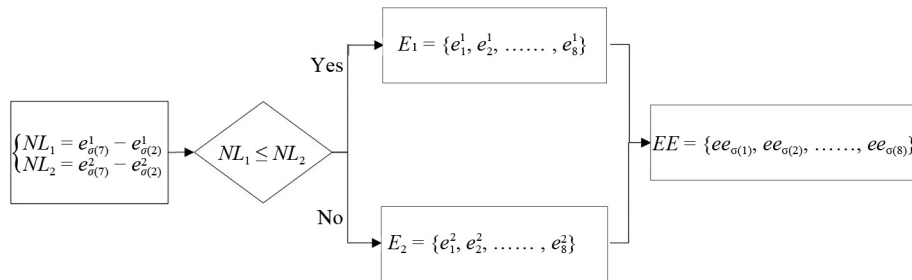 {NL₁ = e¹σ(7) − e¹σ(2)
NL₂ = e²σ(7) − e²σ(2)
NL₁ ≤ NL₂
Yes
E1 = {e¹₁, e¹₂, …… , e¹₈}
No
E₂ = {e²₁, e²₂, …… , e²₈}
EE = {eeσ(1), eeσ(2), ……, eeσ(8)}